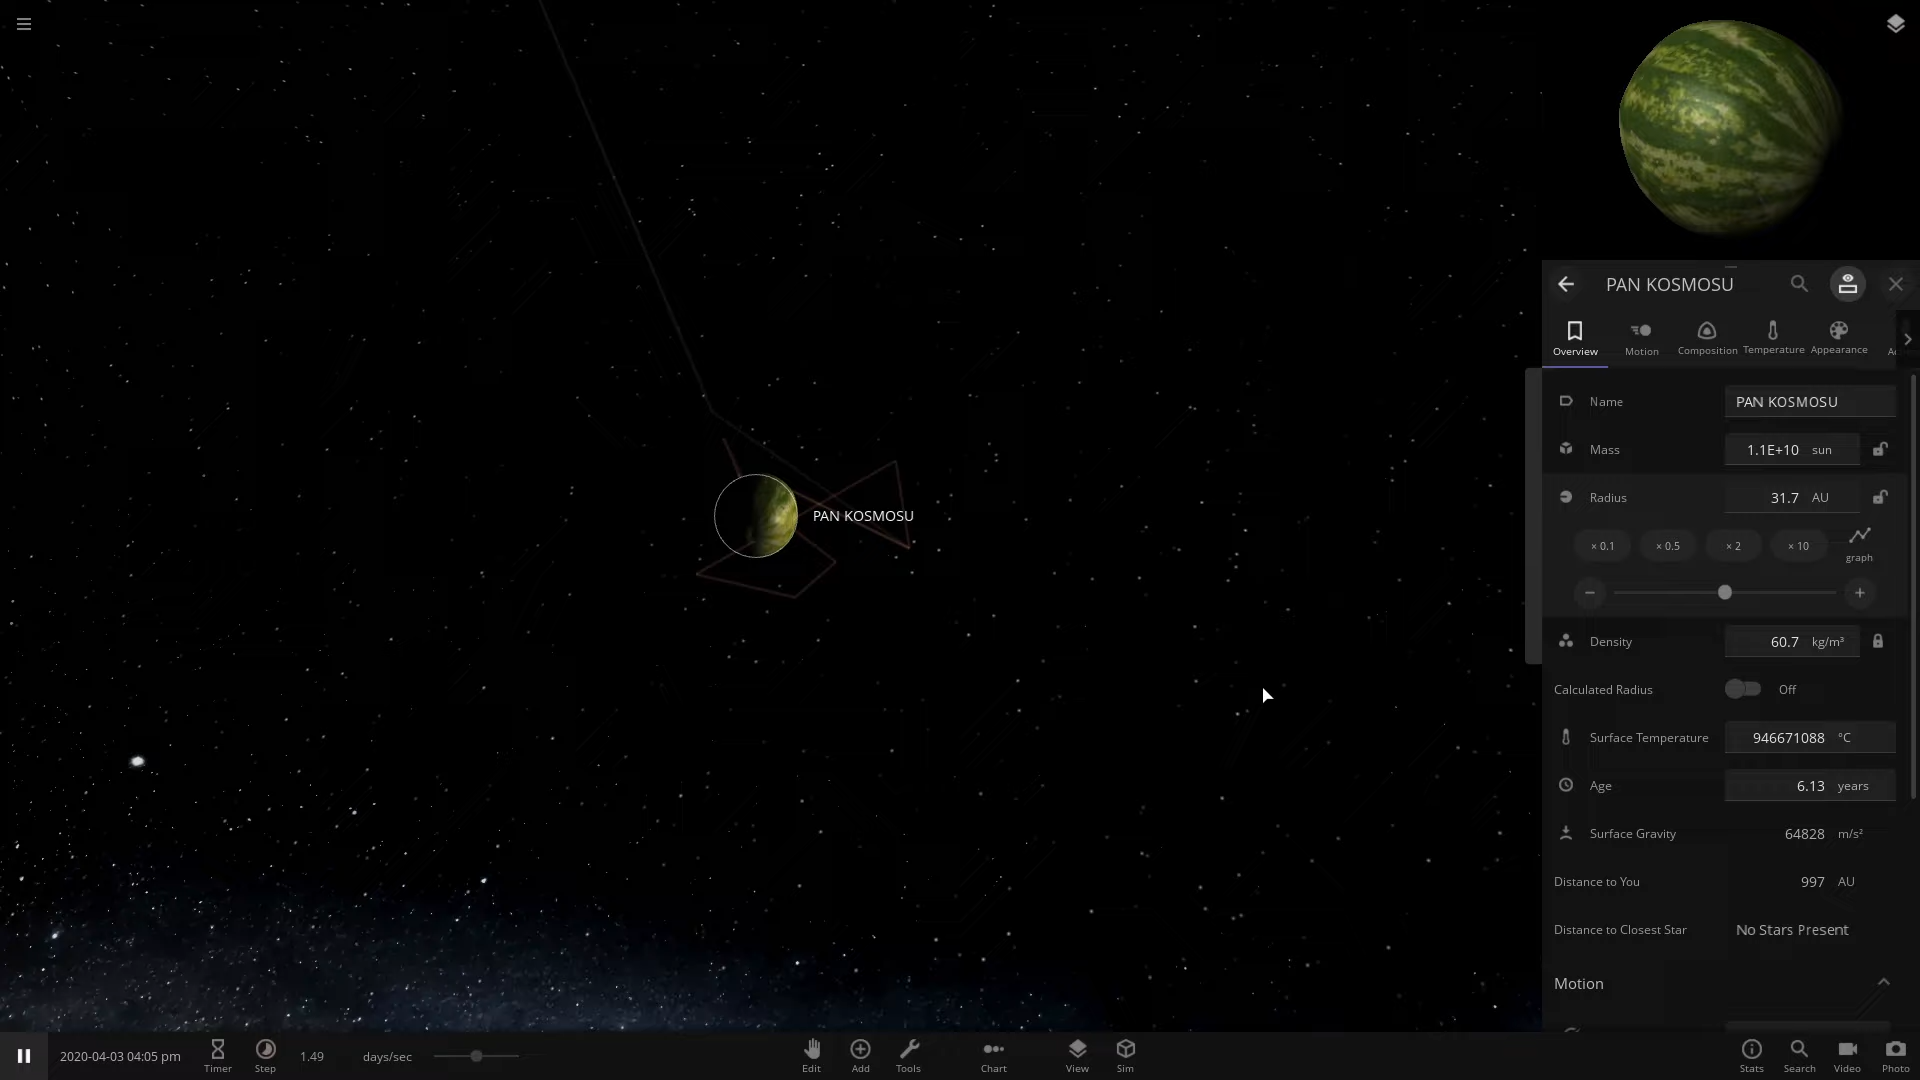 PAN KOSMOSU
Overview
Motion
Composition
Temperature
Appearance
Name PAN KOSMOSU
Mass 1.1E+10 sun
Radius 31.7 AU
× 0.1 × 0.5 × 2 × 10 graph
Density 60.7 kg/m³
Calculated Radius Off
Surface Temperature 946671088 °C
Age 6.13 years
Surface Gravity 64828 m/s²
Distance to You 997 AU
Distance to Closest Star No Stars Present
Motion
PAN KOSMOSU
2020-04-03 04:05 pm
Timer
Step
1.49 days/sec
Edit
Add
Tools
Chart
View
Sim
Stats
Search
Video
Photo